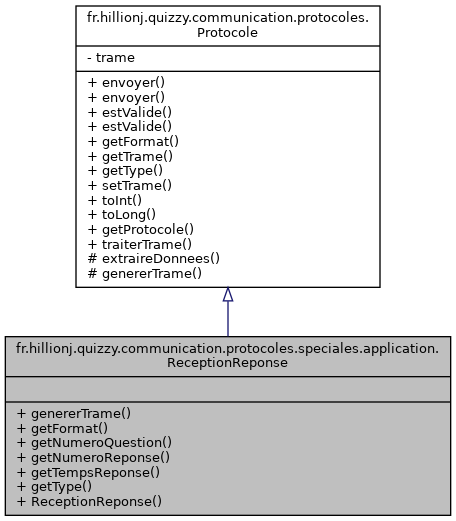 fr.hillionj.quizzy.communication.protocoles.
Protocole
- trame
+ envoyer()
+ envoyer()
+ estValide()
+ estValide()
+ getFormat()
+ getTrame()
+ getType()
+ setTrame()
+ toInt()
+ toLong()
+ getProtocole()
+ traiterTrame()
# extraireDonnees()
# genererTrame()
fr.hillionj.quizzy.communication.protocoles.speciales.application.
ReceptionReponse
+ genererTrame()
+ getFormat()
+ getNumeroQuestion()
+ getNumeroReponse()
+ getTempsReponse()
+ getType()
+ ReceptionReponse()